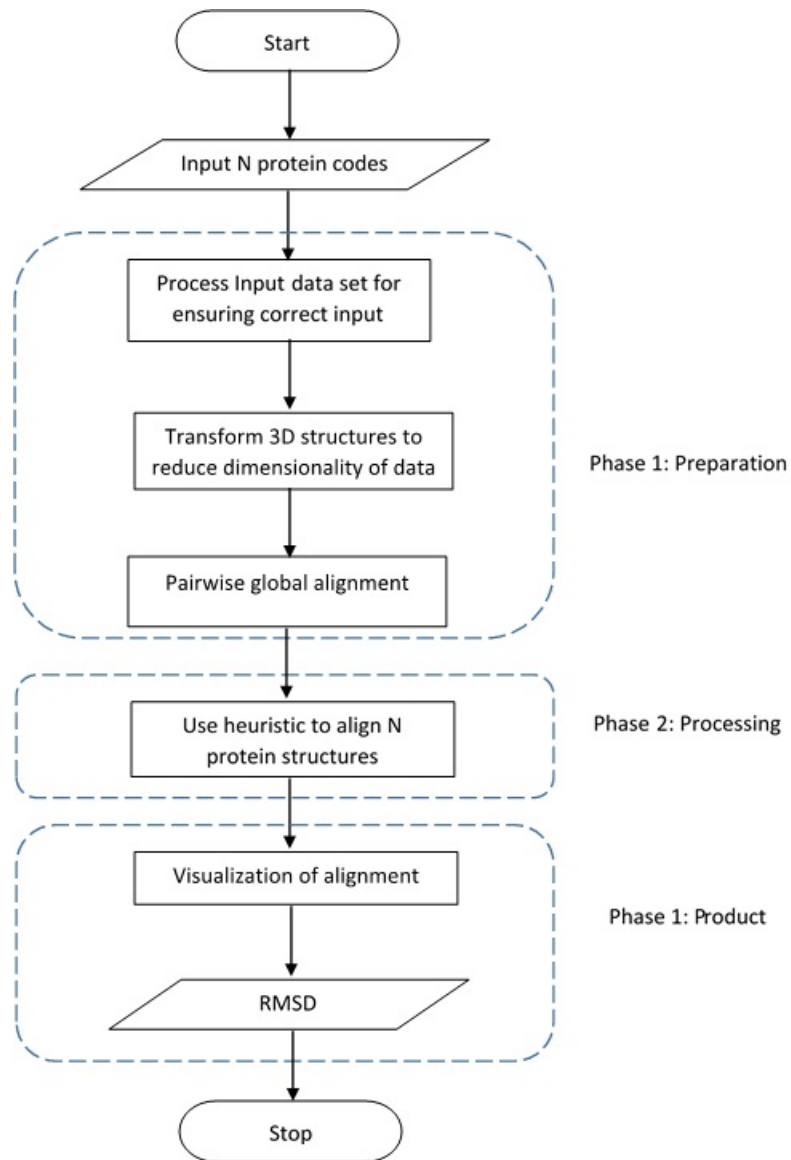 Start
Input N protein codes
Process Input data set for
ensuring correct input
Transform 3D structures to
reduce dimensionality of data
Phase 1: Preparation
Pairwise global alignment
Use heuristic to align N
protein structures
Phase 2: Processing
Visualization of alignment
Phase 1: Product
RMSD
Stop